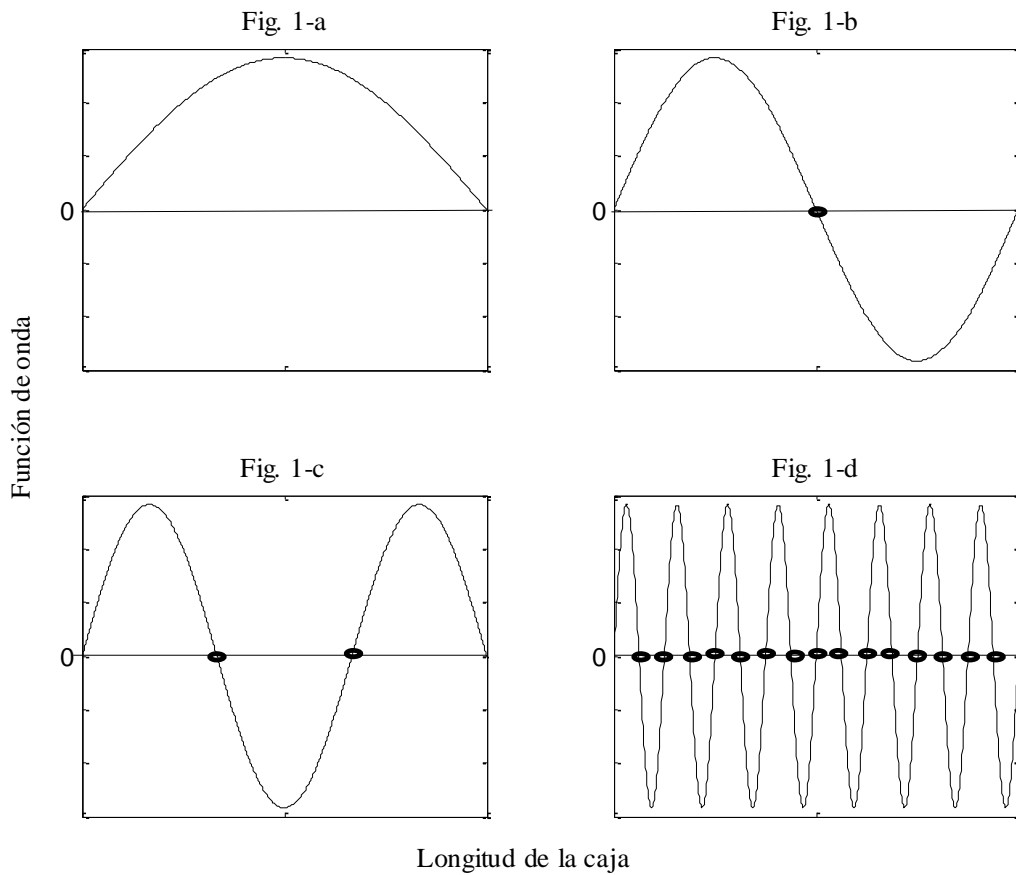 Fig. 1-a
Fig. 1-b
0
0
Función de onda
Fig. 1-c
Fig. 1-d
0
0
Longitud de la caja